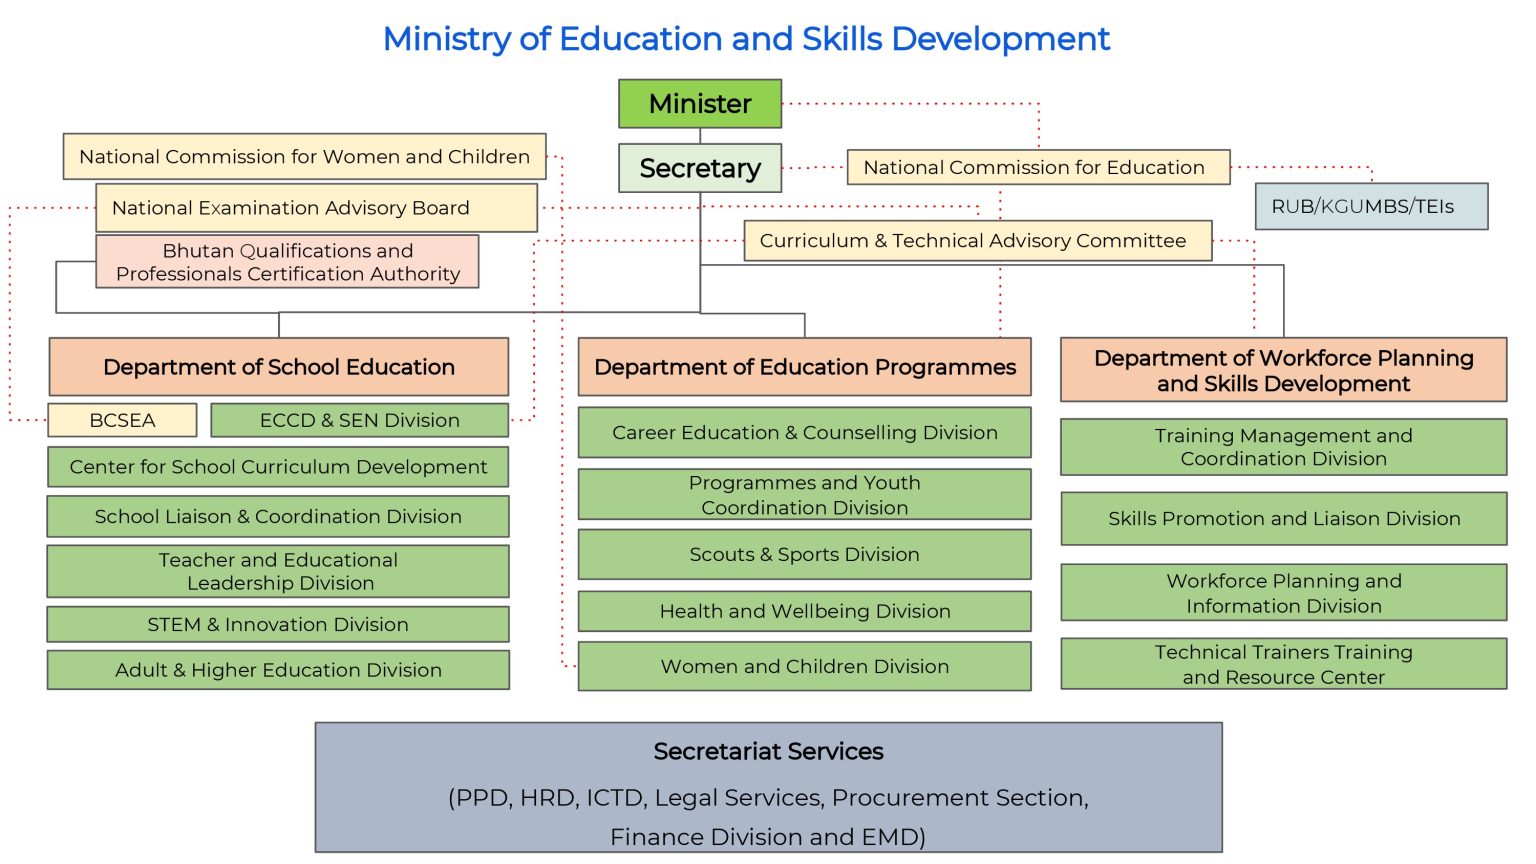 Ministry of Education and Skills Development
Minister
National Commission for Women and Children
Secretary
National Commission for Education
National Examination Advisory Board
RUB/KGUMBS/TEIs
Curriculum & Technical Advisory Committee
Bhutan Qualifications and
Professionals Certification Authority
Department of School Education
BCSEA
ECCD & SEN Division
Center for School Curriculum Development
School Liaison & Coordination Division
Teacher and Educational
Leadership Division
STEM & Innovation Division
Adult & Higher Education Division
Department of Education Programmes
Career Education & Counselling Division
Programmes and Youth
Coordination Division
Scouts & Sports Division
Health and Wellbeing Division
Women and Children Division
Department of Workforce Planning
and Skills Development
Training Management and
Coordination Division
Skills Promotion and Liaison Division
Workforce Planning and
Information Division
Technical Trainers Training
and Resource Center
Secretariat Services
(PPD, HRD, ICTD, Legal Services, Procurement Section,
Finance Division and EMD)